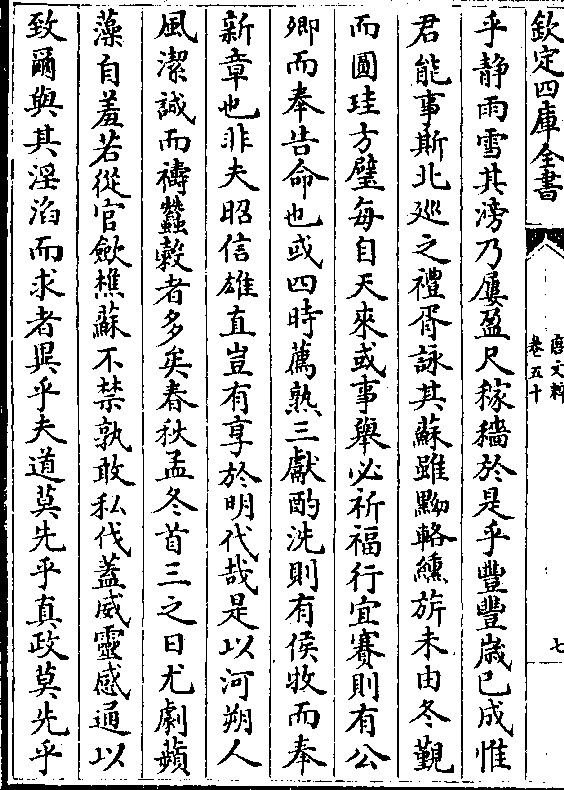 欽定四庫全書
唐文粹
卷五十
七
乎静雨雪其滂乃屢盈尺稼穡於是乎豐豐歲已成惟
君能事斯北廵之禮胥詠其蘇雖黝輅纁旂未由冬覲
而圓珪方璧每自天來或事舉必祈福行宜賽則有公
卿而奉告命也或四時薦熟三獻酌洗則有侯牧而奉
新章也非夫昭信雄直豈有享於明代哉是以河朔人
風潔誠而禱蠶穀者多矣春秋孟冬首三之日尤劇蘋
藻自羞若從官歛樵蘇不禁孰敢私伐葢威靈感通以
致爾與其淫滔而求者異乎夫道莫先乎真政莫先乎